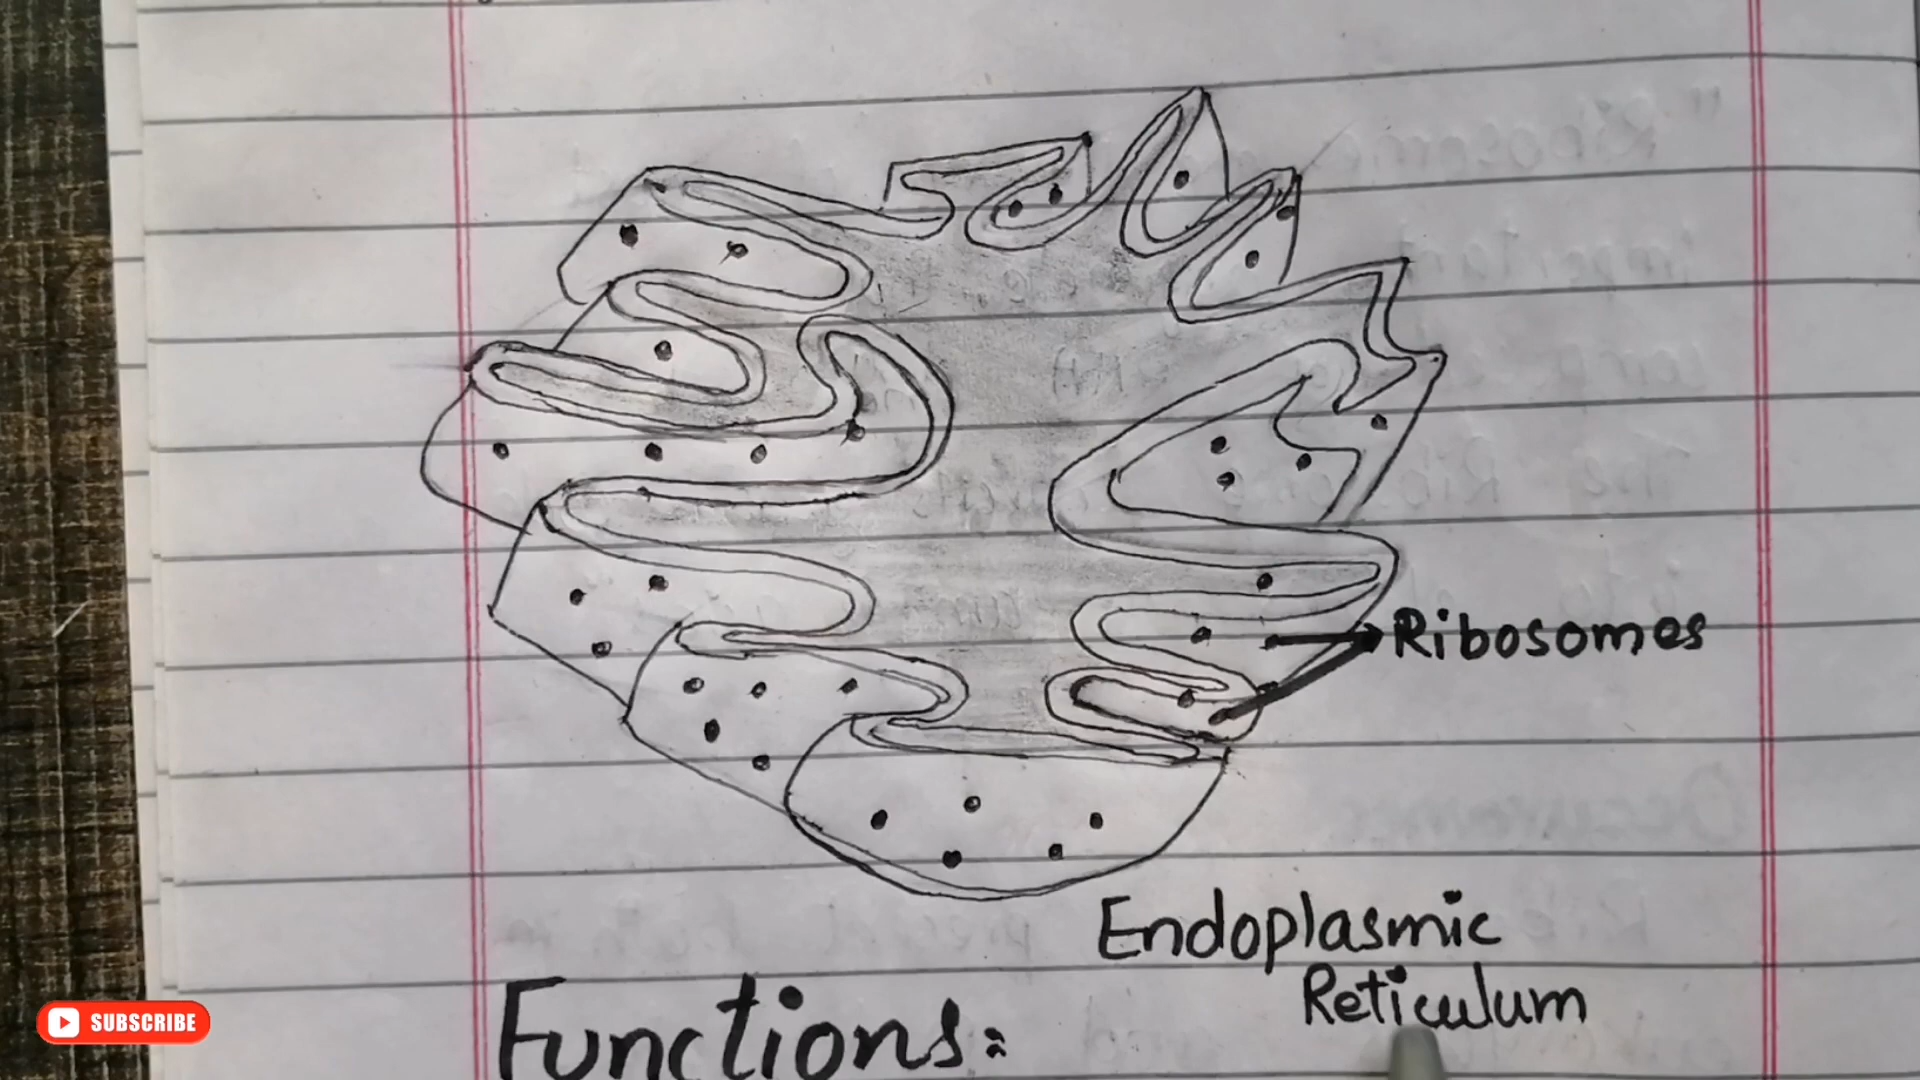 Ribosomes
Endoplasmic
Reticulum
Functions:
SUBSCRIBE